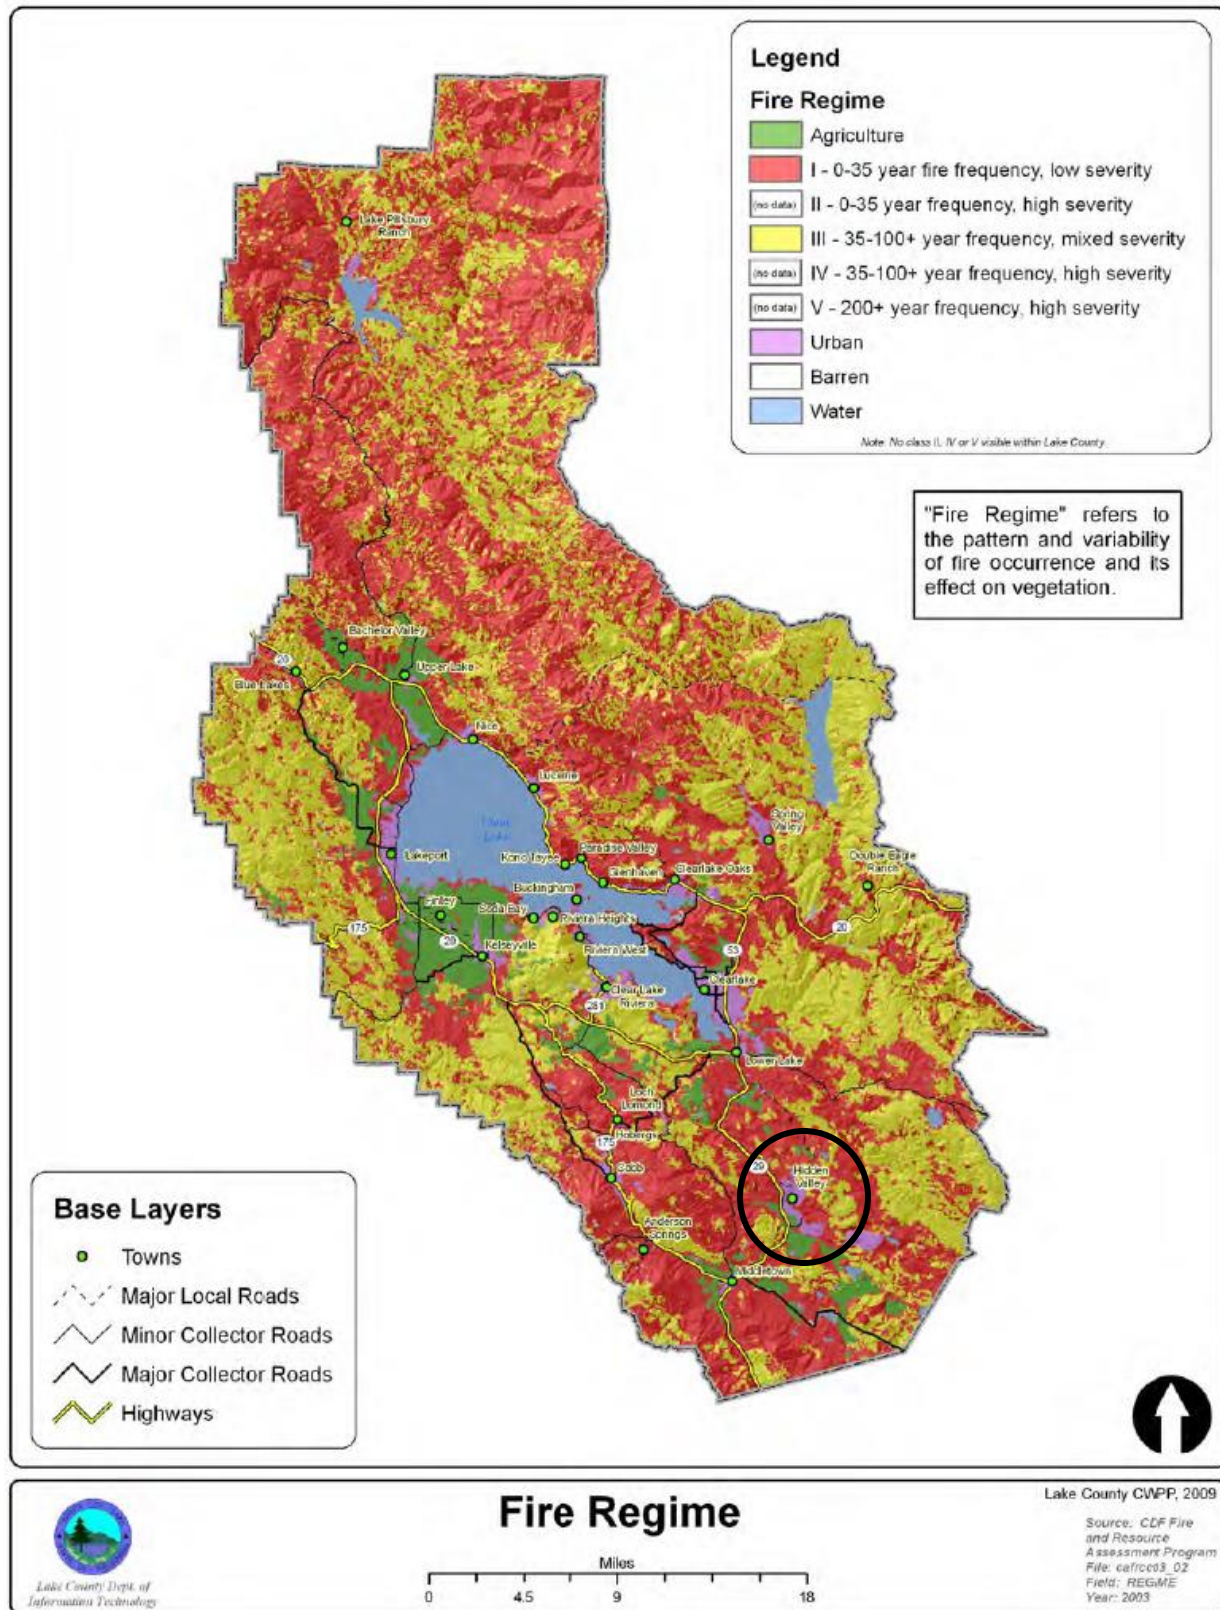 Legend
Fire Regime
Agriculture
I - 0-35 year fire frequency, low severity
(no data) II - 0-35 year frequency, high severity
III - 35-100+ year frequency, mixed severity
(no data) IV - 35-100+ year frequency, high severity
(no data) V - 200+ year frequency, high severity
Urban
Barren
Water
Note: No class II, IV or V visible within Lake County
"Fire Regime" refers to
the pattern and variability
of fire occurrence and its
effect on vegetation.
Lake Pillsbury
Ranch
Bachelor Valley
20
Blue Lakes
Upper Lake
Nice
Lucerne
Lake
Spring
Valley
Lakeport
Kono Tayee
Paradise Valley
Glenhaven
Clearlake Oaks
Double Eagle
Ranch
Buckingham
Finley
Soda Bay
Riviera Heights
175
29
Kelseyville
Riviera West
53
20
Clear Lake
Riviera
Clearlake
281
Lower Lake
Loch
Lomond
Hobergs
175
Cobb
29
Hidden
Valley
Anderson
Springs
Middletown
Base Layers
Towns
Major Local Roads
Minor Collector Roads
Major Collector Roads
Highways
Fire Regime
Miles
0 4.5 9 18
Lake County Dept. of
Information Technology
Lake County CWPP, 2009
Source: CDF Fire
and Resource
Assessment Program
File: cafrcc03_02
Field: REGIME
Year: 2003